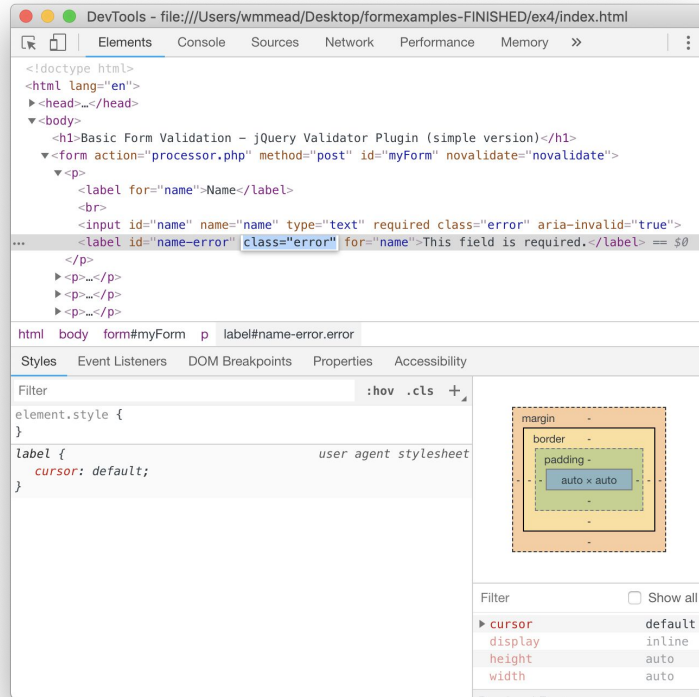 DevTools - file:///Users/wmmead/Desktop/formexamples-FINISHED/ex4/index.html
Elements Console Sources Network Performance Memory »
<!doctype html>
<html lang="en">
▶<head>…</head>
▼<body>
<h1>Basic Form Validation – jQuery Validator Plugin (simple version)</h1>
▼<form action="processor.php" method="post" id="myForm" novalidate="novalidate">
▼<p>
<label for="name">Name</label>
<br>
<input id="name" name="name" type="text" required class="error" aria-invalid="true">
… <label id="name-error" class="error" for="name">This field is required.</label> == $0
</p>
▶<p>…</p>
▶<p>…</p>
▶<p>…</p>
html body form#myForm p label#name-error.error
Styles Event Listeners DOM Breakpoints Properties Accessibility
Filter :hov .cls +
element.style {
}
label { user agent stylesheet
cursor: default;
}
margin -
border -
padding -
- - - auto × auto - - -
-
-
-
Filter Show all
▶ cursor default
display inline
height auto
width auto